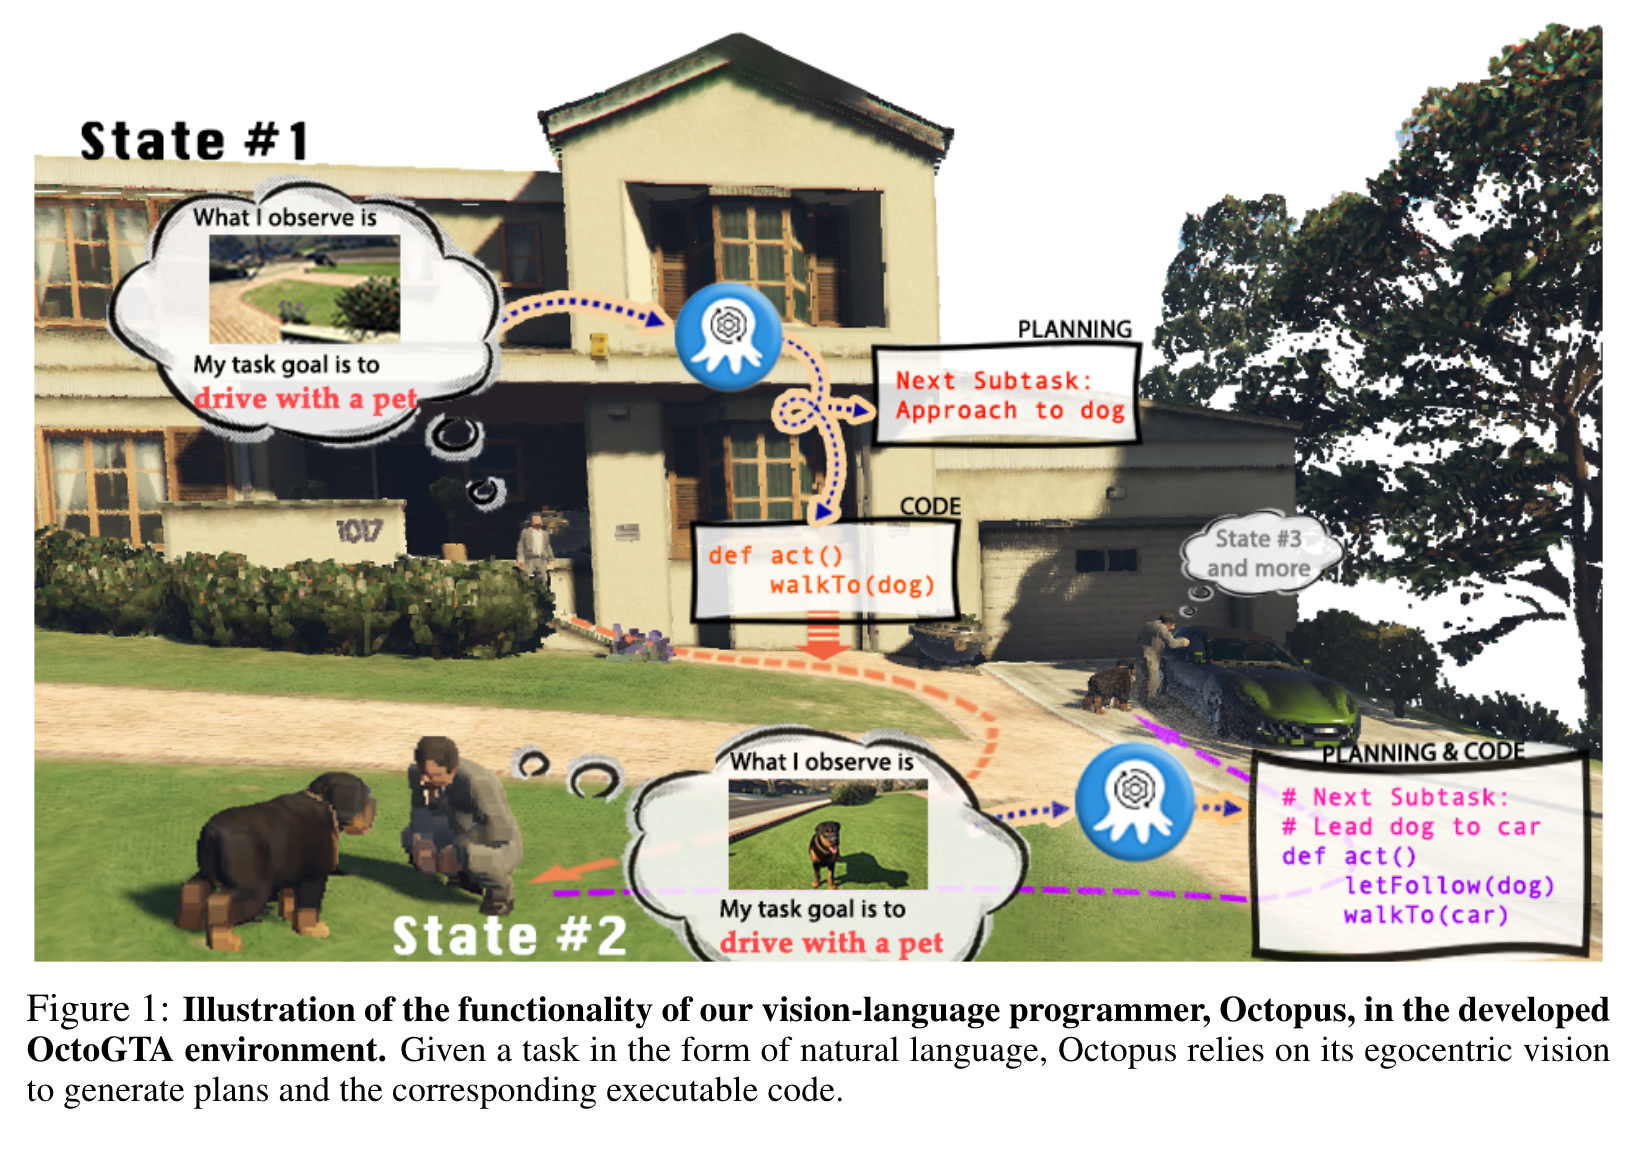 State #1
What I observe is
My task goal is to
drive with a pet
PLANNING
Next Subtask:
Approach to dog
CODE
def act()
walkTo(dog)
1017
State #3
and more
State #2
What I observe is
My task goal is to
drive with a pet
PLANNING & CODE
# Next Subtask:
# Lead dog to car
def act()
letFollow(dog)
walkTo(car)
Figure 1: Illustration of the functionality of our vision-language programmer, Octopus, in the developed
OctoGTA environment. Given a task in the form of natural language, Octopus relies on its egocentric vision
to generate plans and the corresponding executable code.